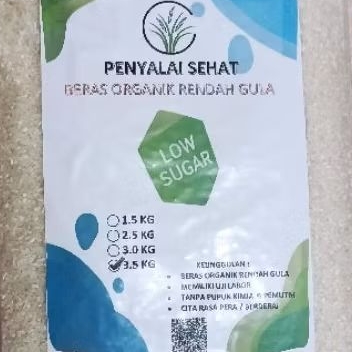 PENYALAI SEHAT
BERAS ORGANIK RENDAH GULA
LOW
SUGAR
1.5 KG
2.5 KG
3.0 KG
3.5 KG
KEUNGGULAN :
BERAS ORGANIK RENDAH GULA
MEMILIKI UJI LABOR
TANPA PUPUK KIMIA & PEMUTIH
CITA RASA PERA / BERDERAI